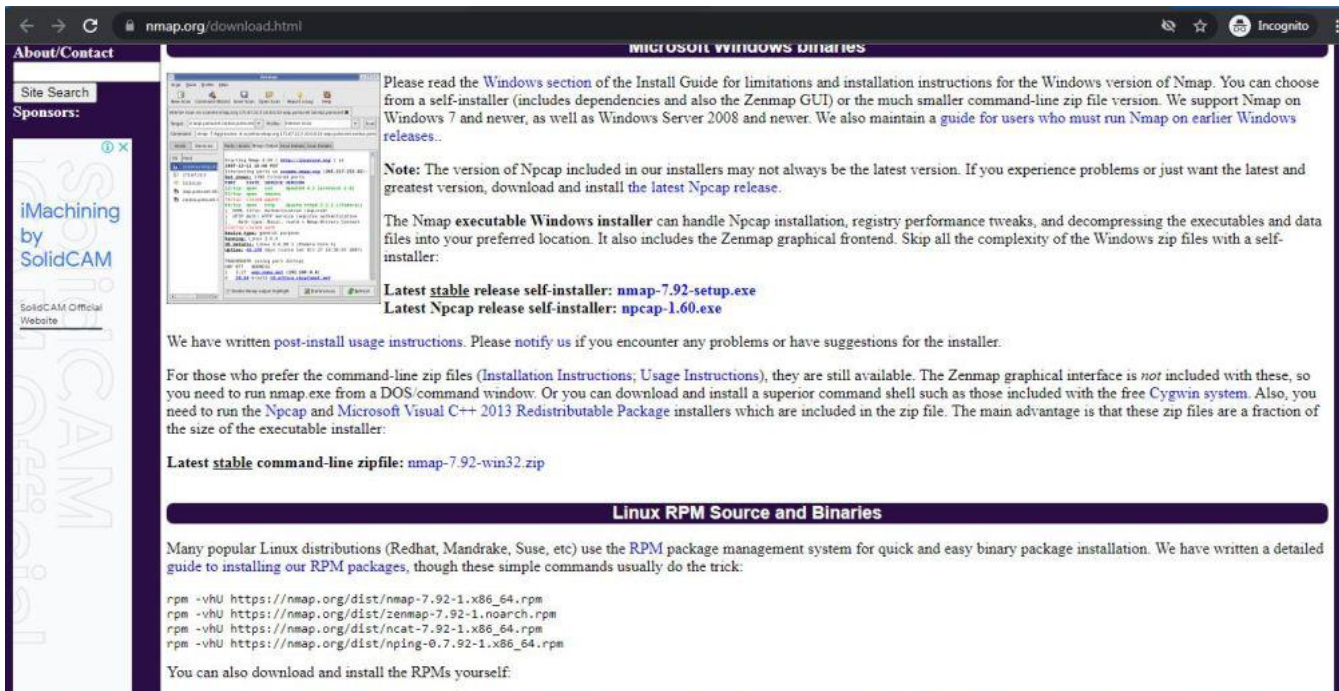 nmap.org/download.html
Incognito
About/Contact
Site Search
Sponsors:
iMachining
by
SolidCAM
SolidCAM Official
Website
Microsoft Windows binaries
Please read the Windows section of the Install Guide for limitations and installation instructions for the Windows version of Nmap. You can choose
from a self-installer (includes dependencies and also the Zenmap GUI) or the much smaller command-line zip file version. We support Nmap on
Windows 7 and newer, as well as Windows Server 2008 and newer. We also maintain a guide for users who must run Nmap on earlier Windows
releases..
Note: The version of Npcap included in our installers may not always be the latest version. If you experience problems or just want the latest and
greatest version, download and install the latest Npcap release.
The Nmap executable Windows installer can handle Npcap installation, registry performance tweaks, and decompressing the executables and data
files into your preferred location. It also includes the Zenmap graphical frontend. Skip all the complexity of the Windows zip files with a self-
installer:
Latest stable release self-installer: nmap-7.92-setup.exe
Latest Npcap release self-installer: npcap-1.60.exe
We have written post-install usage instructions. Please notify us if you encounter any problems or have suggestions for the installer.
For those who prefer the command-line zip files (Installation Instructions; Usage Instructions), they are still available. The Zenmap graphical interface is not included with these, so
you need to run nmap.exe from a DOS/command window. Or you can download and install a superior command shell such as those included with the free Cygwin system. Also, you
need to run the Npcap and Microsoft Visual C++ 2013 Redistributable Package installers which are included in the zip file. The main advantage is that these zip files are a fraction of
the size of the executable installer:
Latest stable command-line zipfile: nmap-7.92-win32.zip
Linux RPM Source and Binaries
Many popular Linux distributions (Redhat, Mandrake, Suse, etc) use the RPM package management system for quick and easy binary package installation. We have written a detailed
guide to installing our RPM packages, though these simple commands usually do the trick:
rpm -vhU https://nmap.org/dist/nmap-7.92-1.x86_64.rpm
rpm -vhU https://nmap.org/dist/zenmap-7.92-1.noarch.rpm
rpm -vhU https://nmap.org/dist/ncat-7.92-1.x86_64.rpm
rpm -vhU https://nmap.org/dist/nping-0.7.92-1.x86_64.rpm
You can also download and install the RPMs yourself: